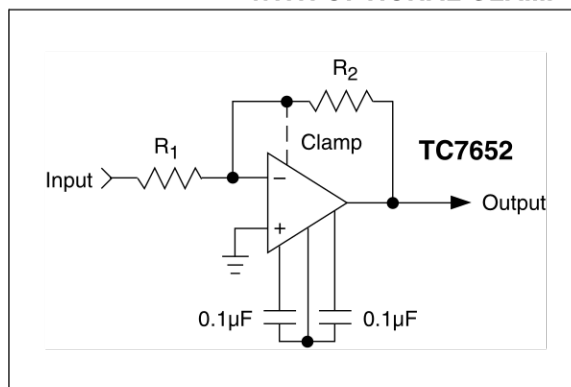 R2
Clamp
TC7652
R1
Input
−
Output
+
0.1µF
0.1µF